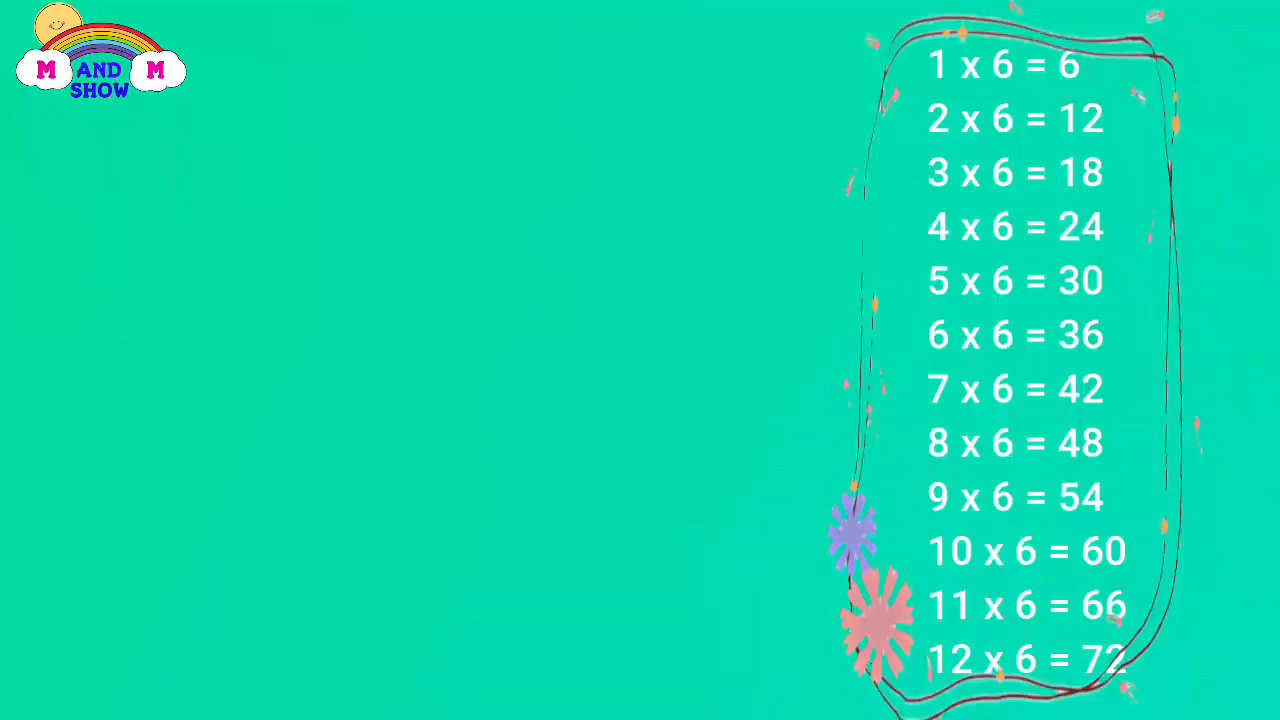 M AND M
SHOW
1 x 6 = 6
2 x 6 = 12
3 x 6 = 18
4 x 6 = 24
5 x 6 = 30
6 x 6 = 36
7 x 6 = 42
8 x 6 = 48
9 x 6 = 54
10 x 6 = 60
11 x 6 = 66
12 x 6 = 72